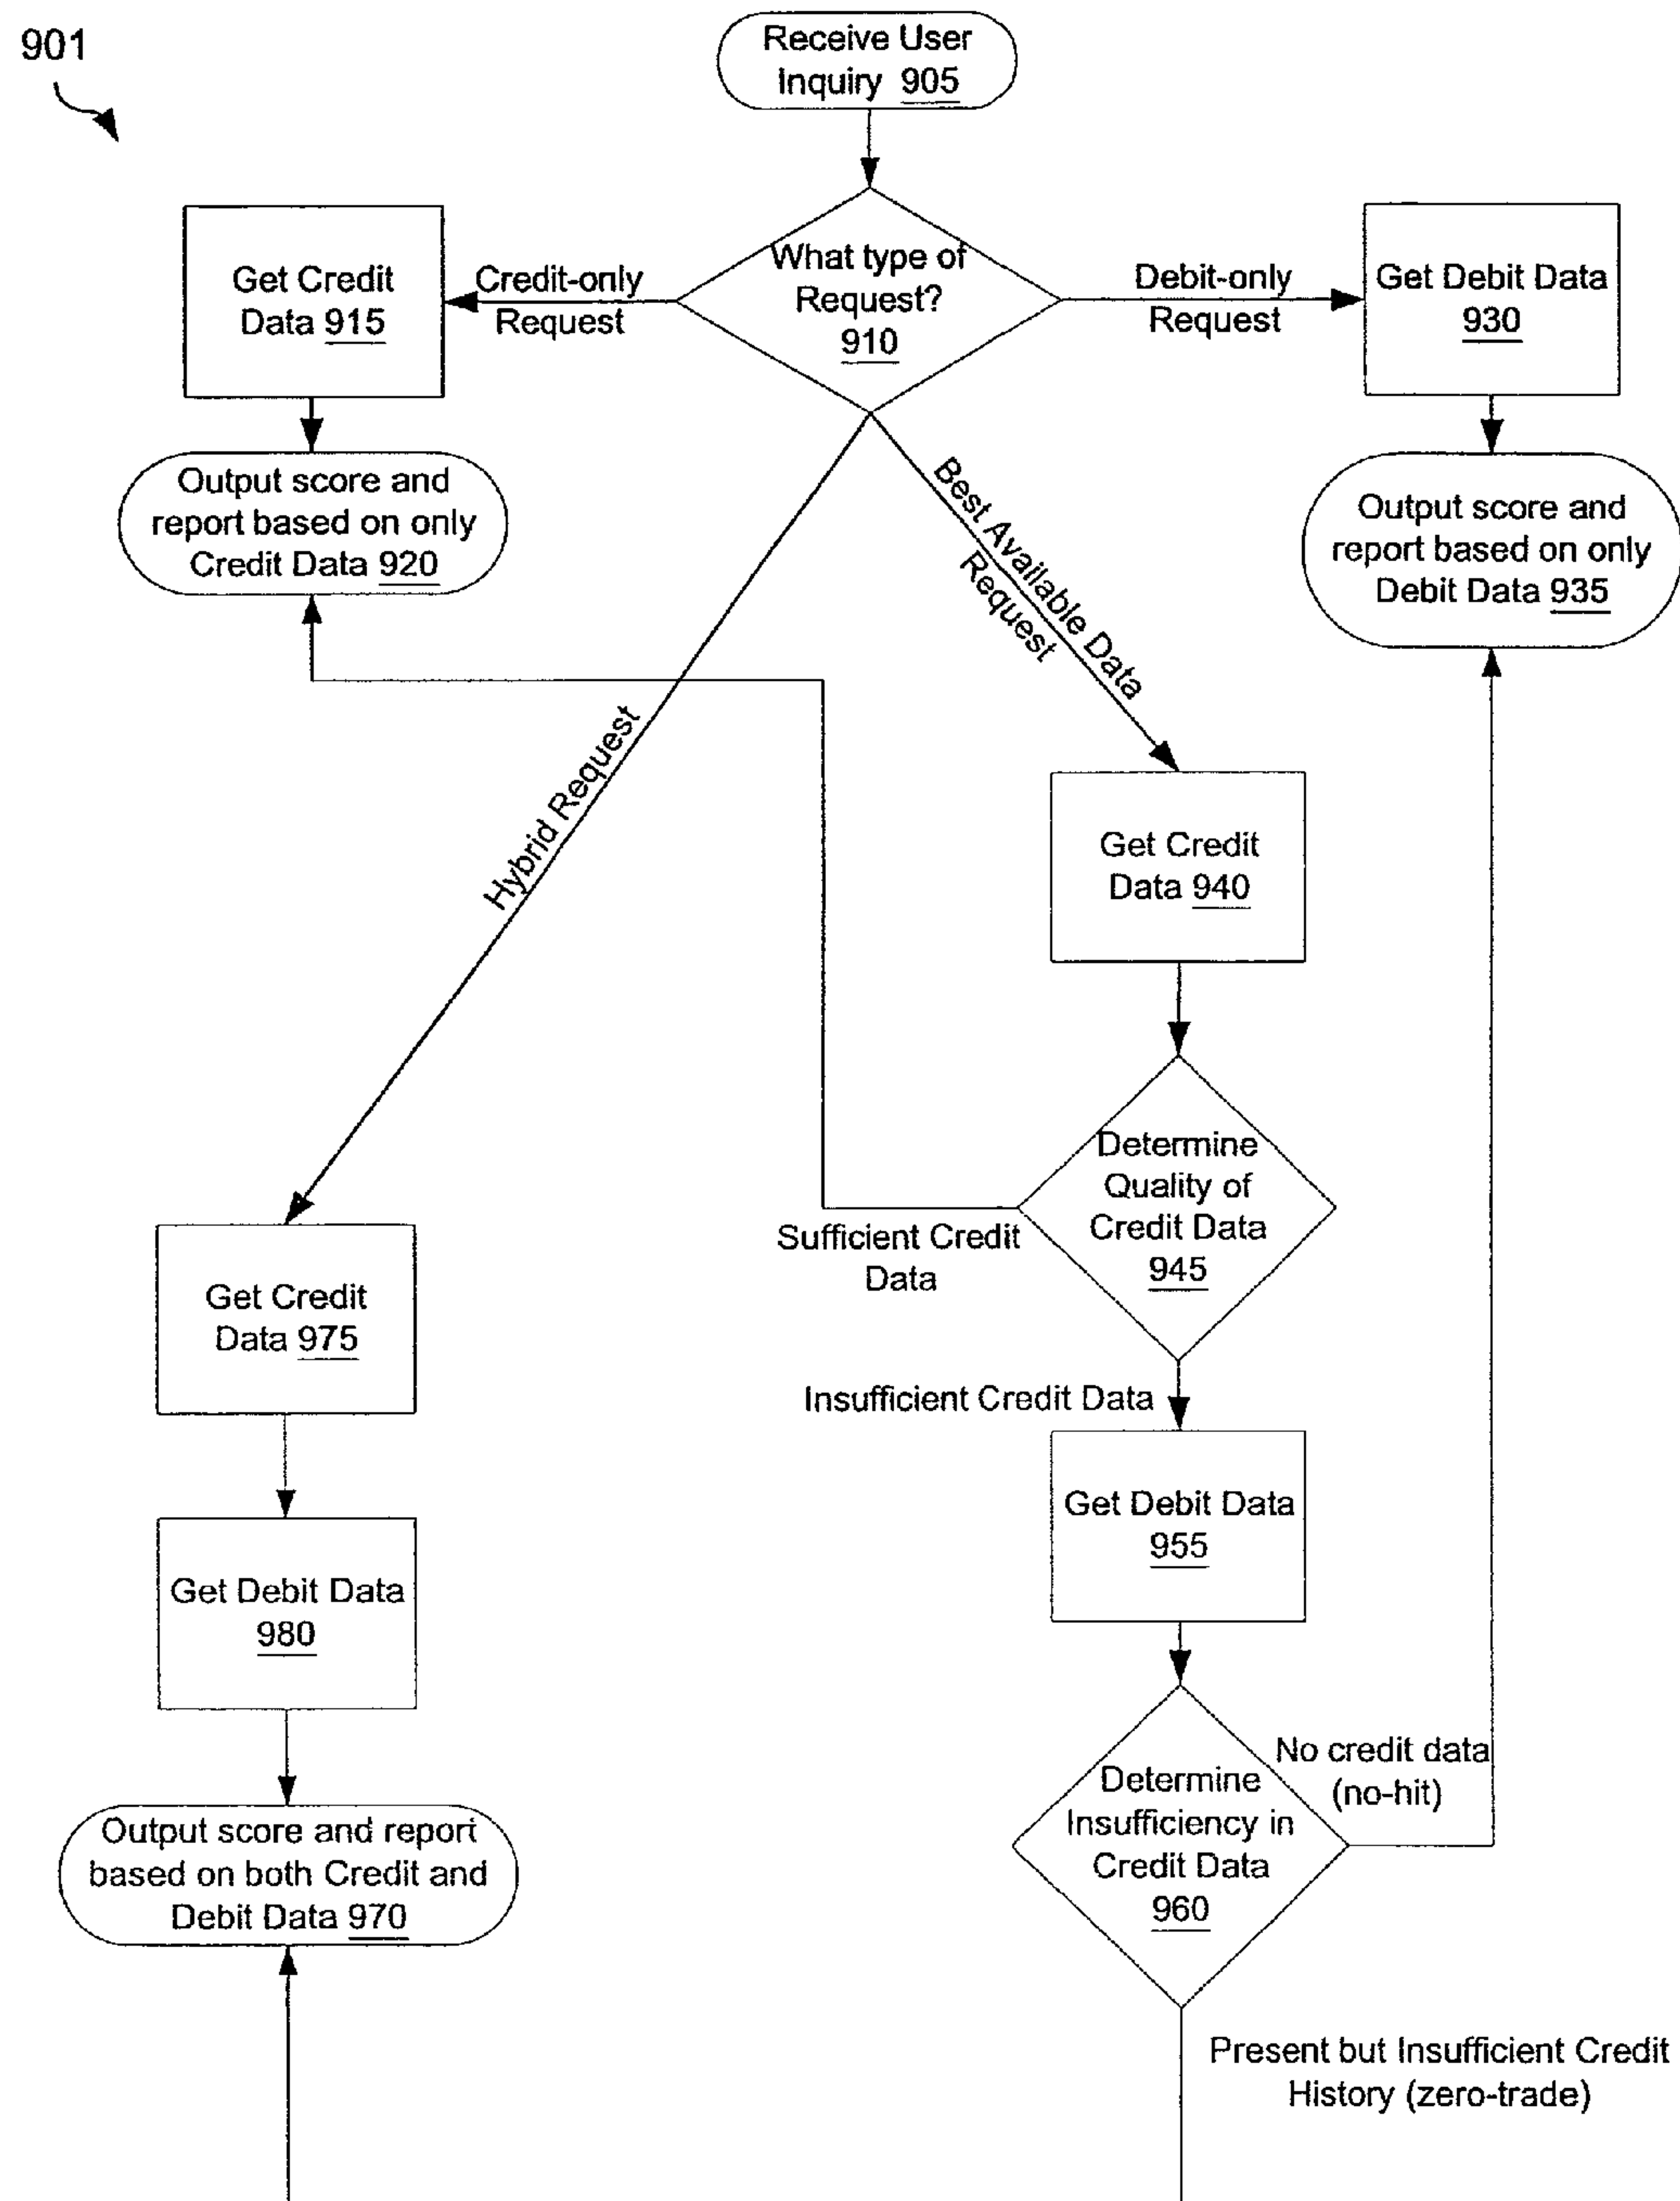 901
Receive User
Inquiry 905
What type of
Request?
910
Credit-only
Request
Get Credit
Data 915
Output score and
report based on only
Credit Data 920
Debit-only
Request
Get Debit Data
930
Output score and
report based on only
Debit Data 935
Best Available Data
Request
Hybrid Request
Get Credit
Data 940
Determine
Quality of
Credit Data
945
Sufficient Credit
Data
Insufficient Credit Data
Get Debit Data
955
Determine
Insufficiency in
Credit Data
960
No credit data
(no-hit)
Present but Insufficient Credit
History (zero-trade)
Get Credit
Data 975
Get Debit Data
980
Output score and report
based on both Credit and
Debit Data 970